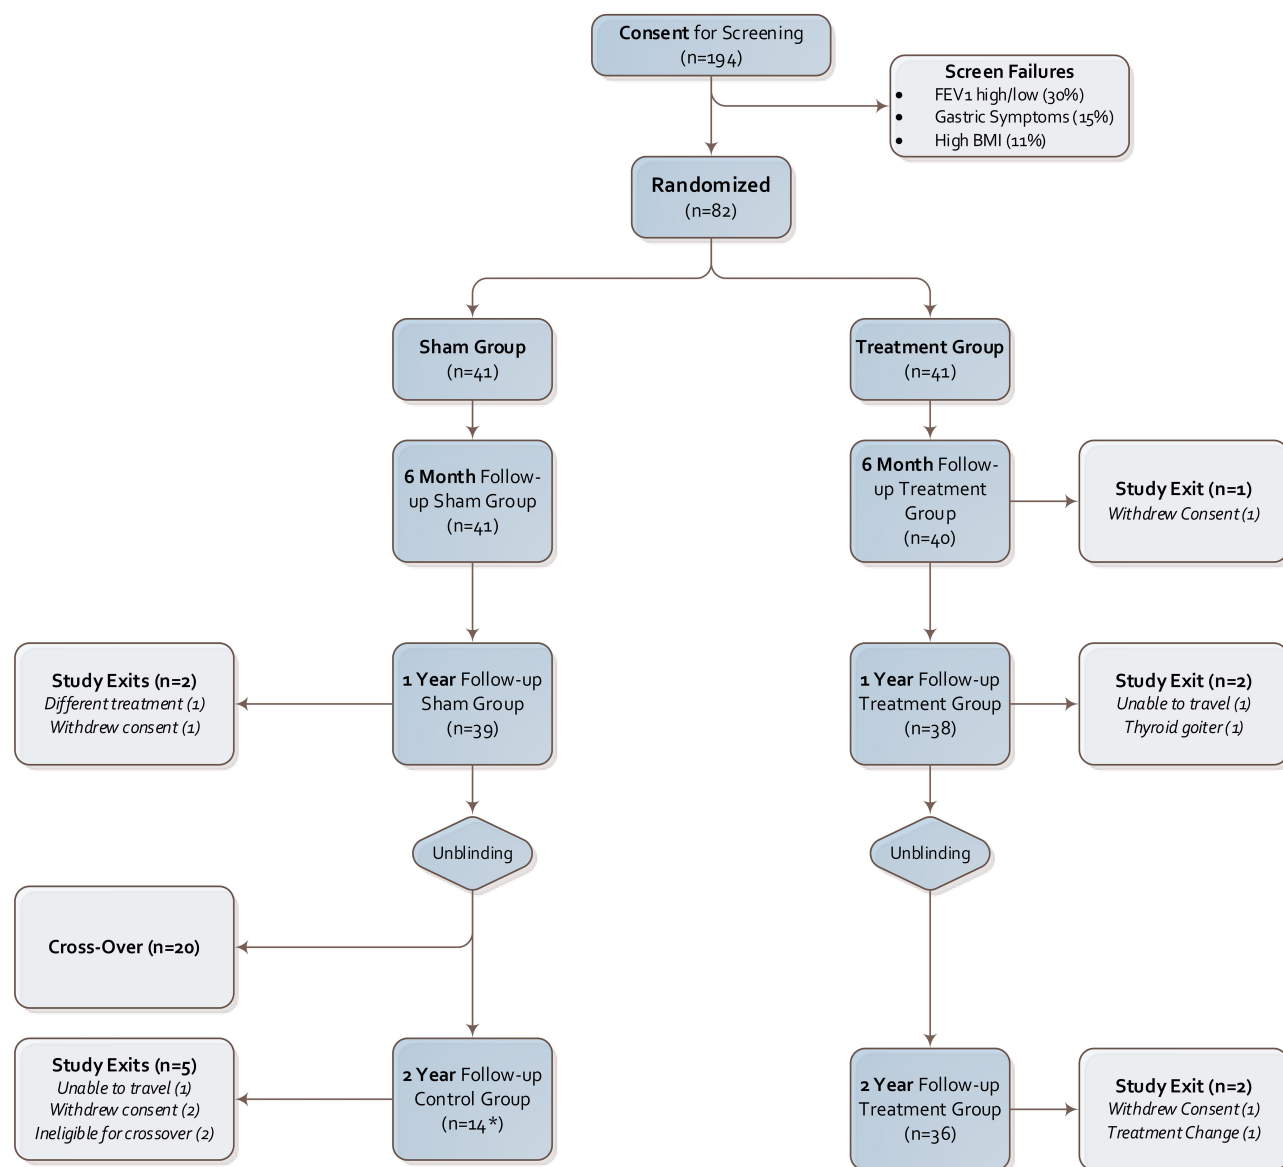 Consent for Screening
(n=194)
Screen Failures
• FEV1 high/low (30%)
• Gastric Symptoms (15%)
• High BMI (11%)
Randomized
(n=82)
Sham Group
(n=41)
Treatment Group
(n=41)
6 Month Follow-
up Sham Group
(n=41)
6 Month Follow-
up Treatment
Group
(n=40)
Study Exit (n=1)
Withdrew Consent (1)
Study Exits (n=2)
Different treatment (1)
Withdrew consent (1)
1 Year Follow-up
Sham Group
(n=39)
1 Year Follow-up
Treatment Group
(n=38)
Study Exit (n=2)
Unable to travel (1)
Thyroid goiter (1)
Unblinding
Unblinding
Cross-Over (n=20)
Study Exits (n=5)
Unable to travel (1)
Withdrew consent (2)
Ineligible for crossover (2)
2 Year Follow-up
Control Group
(n=14*)
2 Year Follow-up
Treatment Group
(n=36)
Study Exit (n=2)
Withdrew Consent (1)
Treatment Change (1)